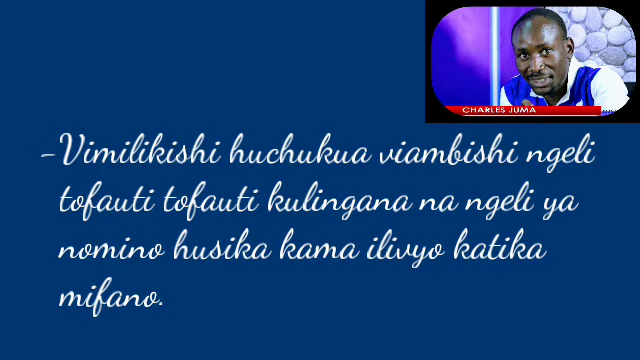 CHARLES JUMA
-Vimilikishi huchukua viambishi ngeli
tofauti tofauti kulingana na ngeli ya
nomino husika kama ilivyo katika
mifano.